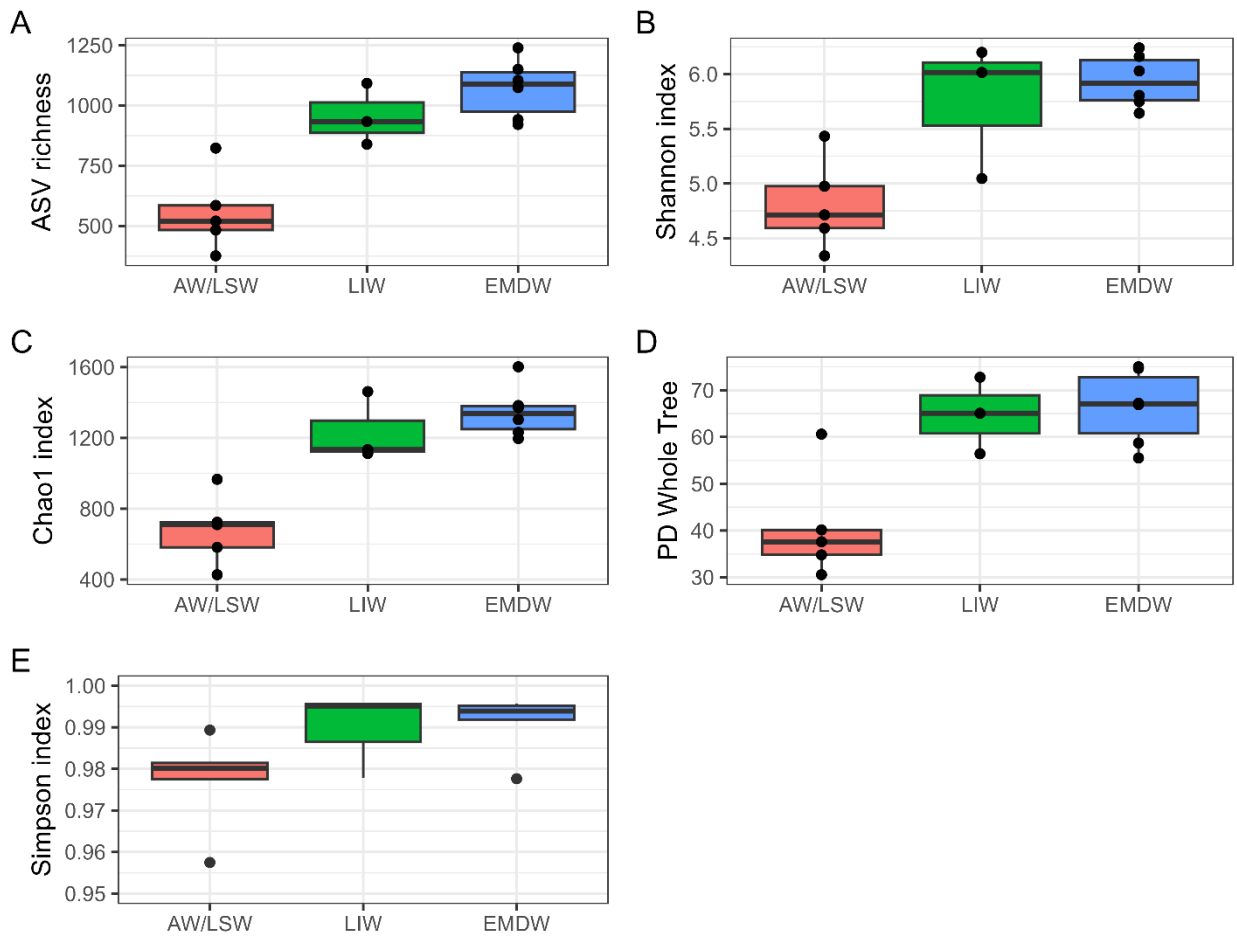 A
ASV richness
1250
1000
750
500
AW/LSW LIW EMDW
B
Shannon index
6.0
5.5
5.0
4.5
AW/LSW LIW EMDW
C
Chao1 index
1600
1200
800
400
AW/LSW LIW EMDW
D
PD Whole Tree
70
60
50
40
30
AW/LSW LIW EMDW
E
Simpson index
1.00
0.99
0.98
0.97
0.96
0.95
AW/LSW LIW EMDW